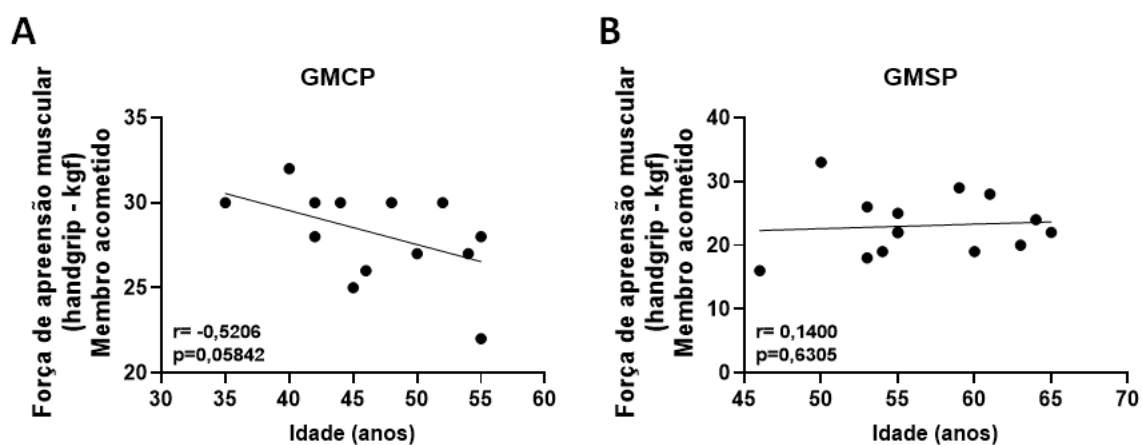 A
GMCP
Força de apreensão muscular
(handgrip - kgf)
Membro acometido
35
30
25
20
r= -0,5206
p=0,05842
30 35 40 45 50 55 60
Idade (anos)
B
GMSP
Força de apreensão muscular
(handgrip - kgf)
Membro acometido
40
30
20
10
0
r= 0,1400
p=0,6305
45 50 55 60 65 70
Idade (anos)